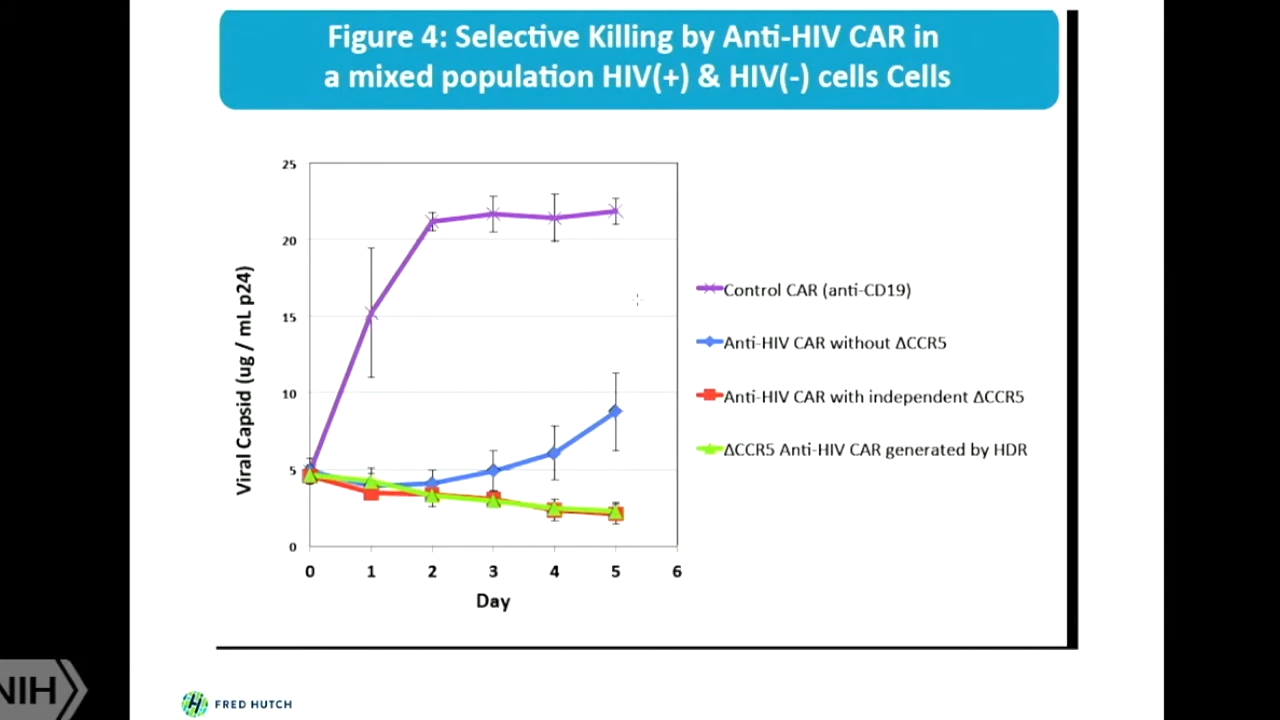 Figure 4: Selective Killing by Anti-HIV CAR in
a mixed population HIV(+) & HIV(-) cells Cells
25
20
15
10
5
0
0 1 2 3 4 5 6
Day
Viral Capsid (ug / mL p24)
Control CAR (anti-CD19)
Anti-HIV CAR without ΔCCR5
Anti-HIV CAR with independent ΔCCR5
ΔCCR5 Anti-HIV CAR generated by HDR
NIH
FRED HUTCH